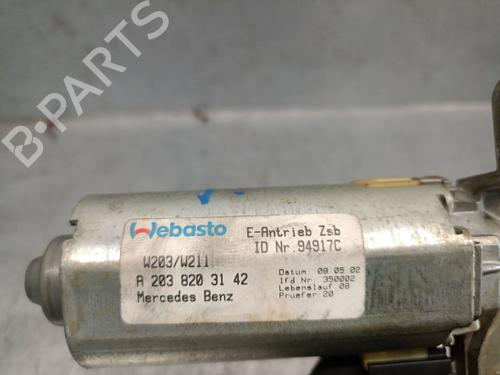 B-PARTS
Webasto
E-Antrieb Zsb
ID Nr.94917C
W203/W211
A 203 820 31 42
Mercedes Benz
Datum 08 05 02
lfd Nr 350002
Lebenslauf 08
Pruefer 20